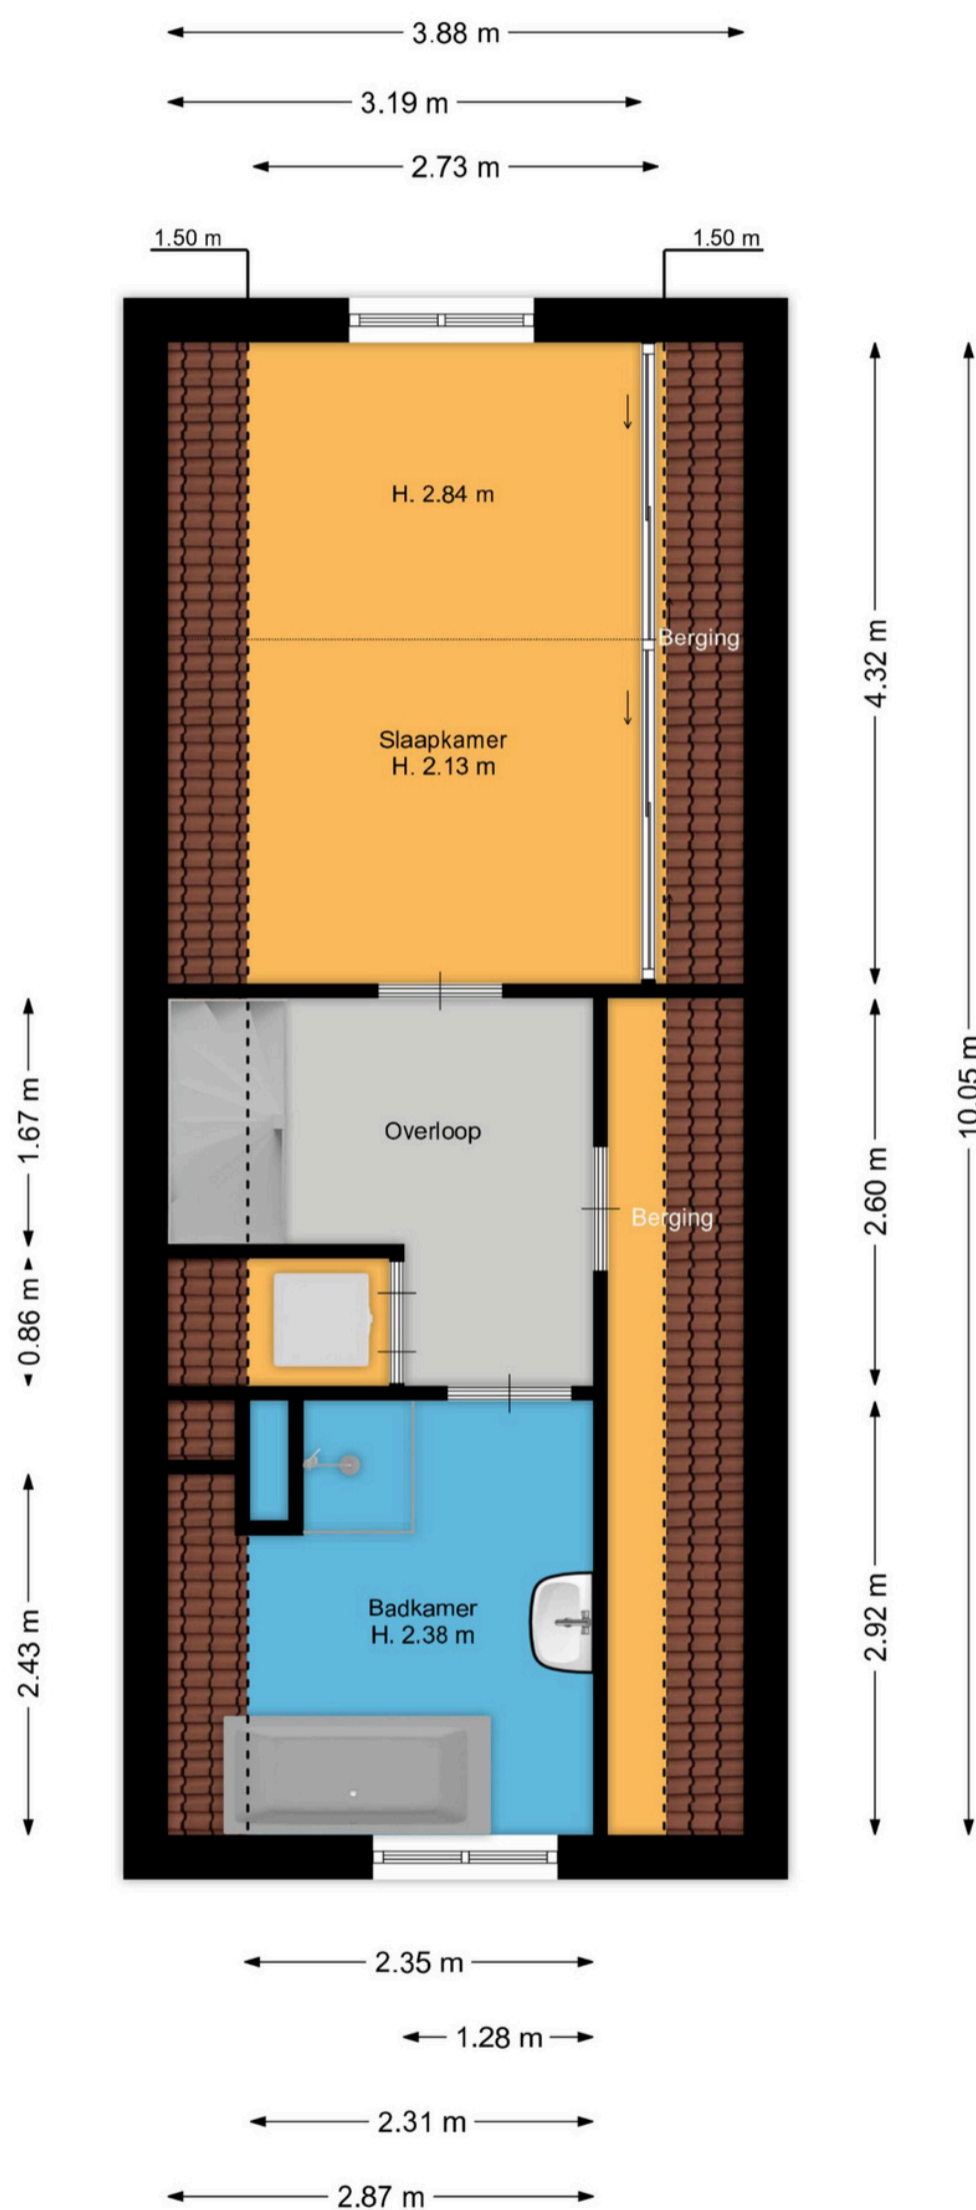 3.88 m
3.19 m
2.73 m
1.50 m
1.50 m
H. 2.84 m
Berging
4.32 m
Slaapkamer
H. 2.13 m
1.67 m
Overloop
10.05 m
2.60 m
Berging
0.86 m
Badkamer
H. 2.38 m
2.43 m
2.92 m
2.35 m
1.28 m
2.31 m
2.87 m